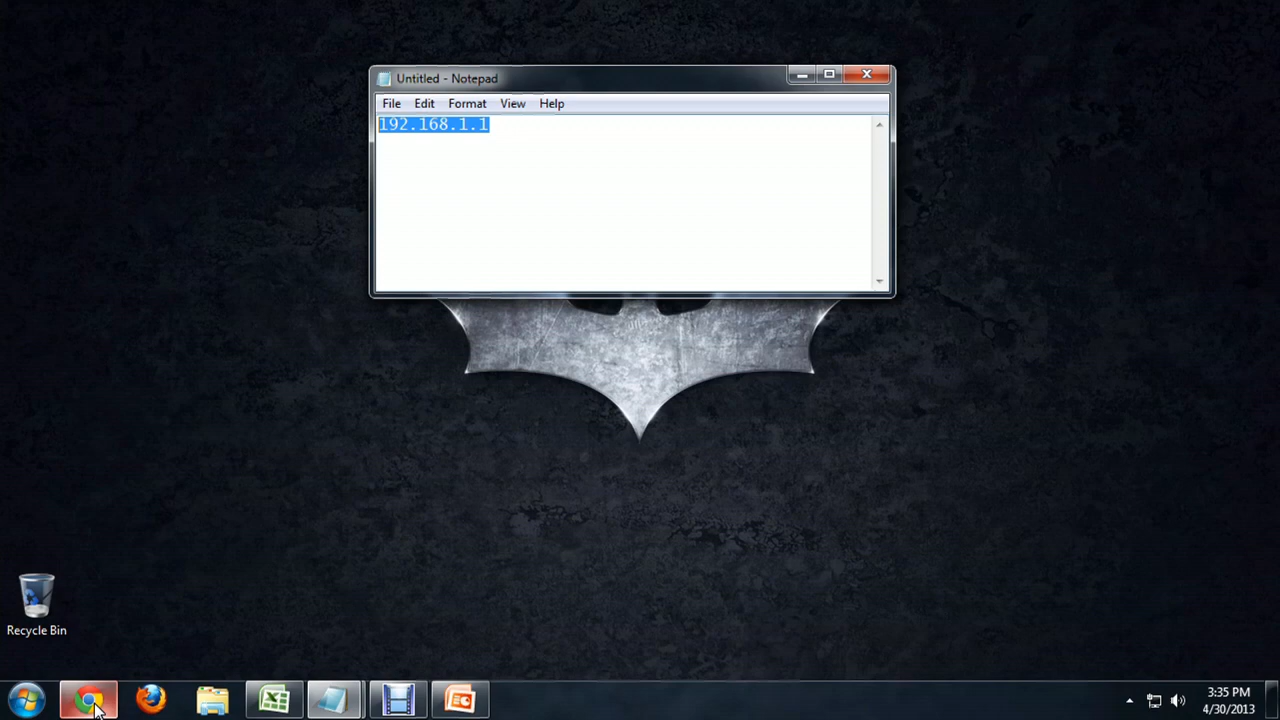 Untitled - Notepad
File Edit Format View Help
192.168.1.1
Recycle Bin
3:35 PM
4/30/2013